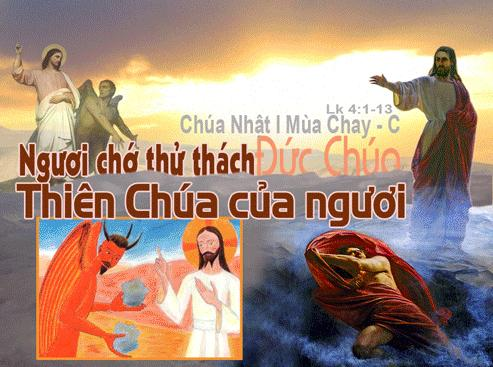 Lk 4:1-13
Chúa Nhật I Mùa Chay - C
Ngươi chớ thử thách Đức Chúa
Thiên Chúa của ngươi